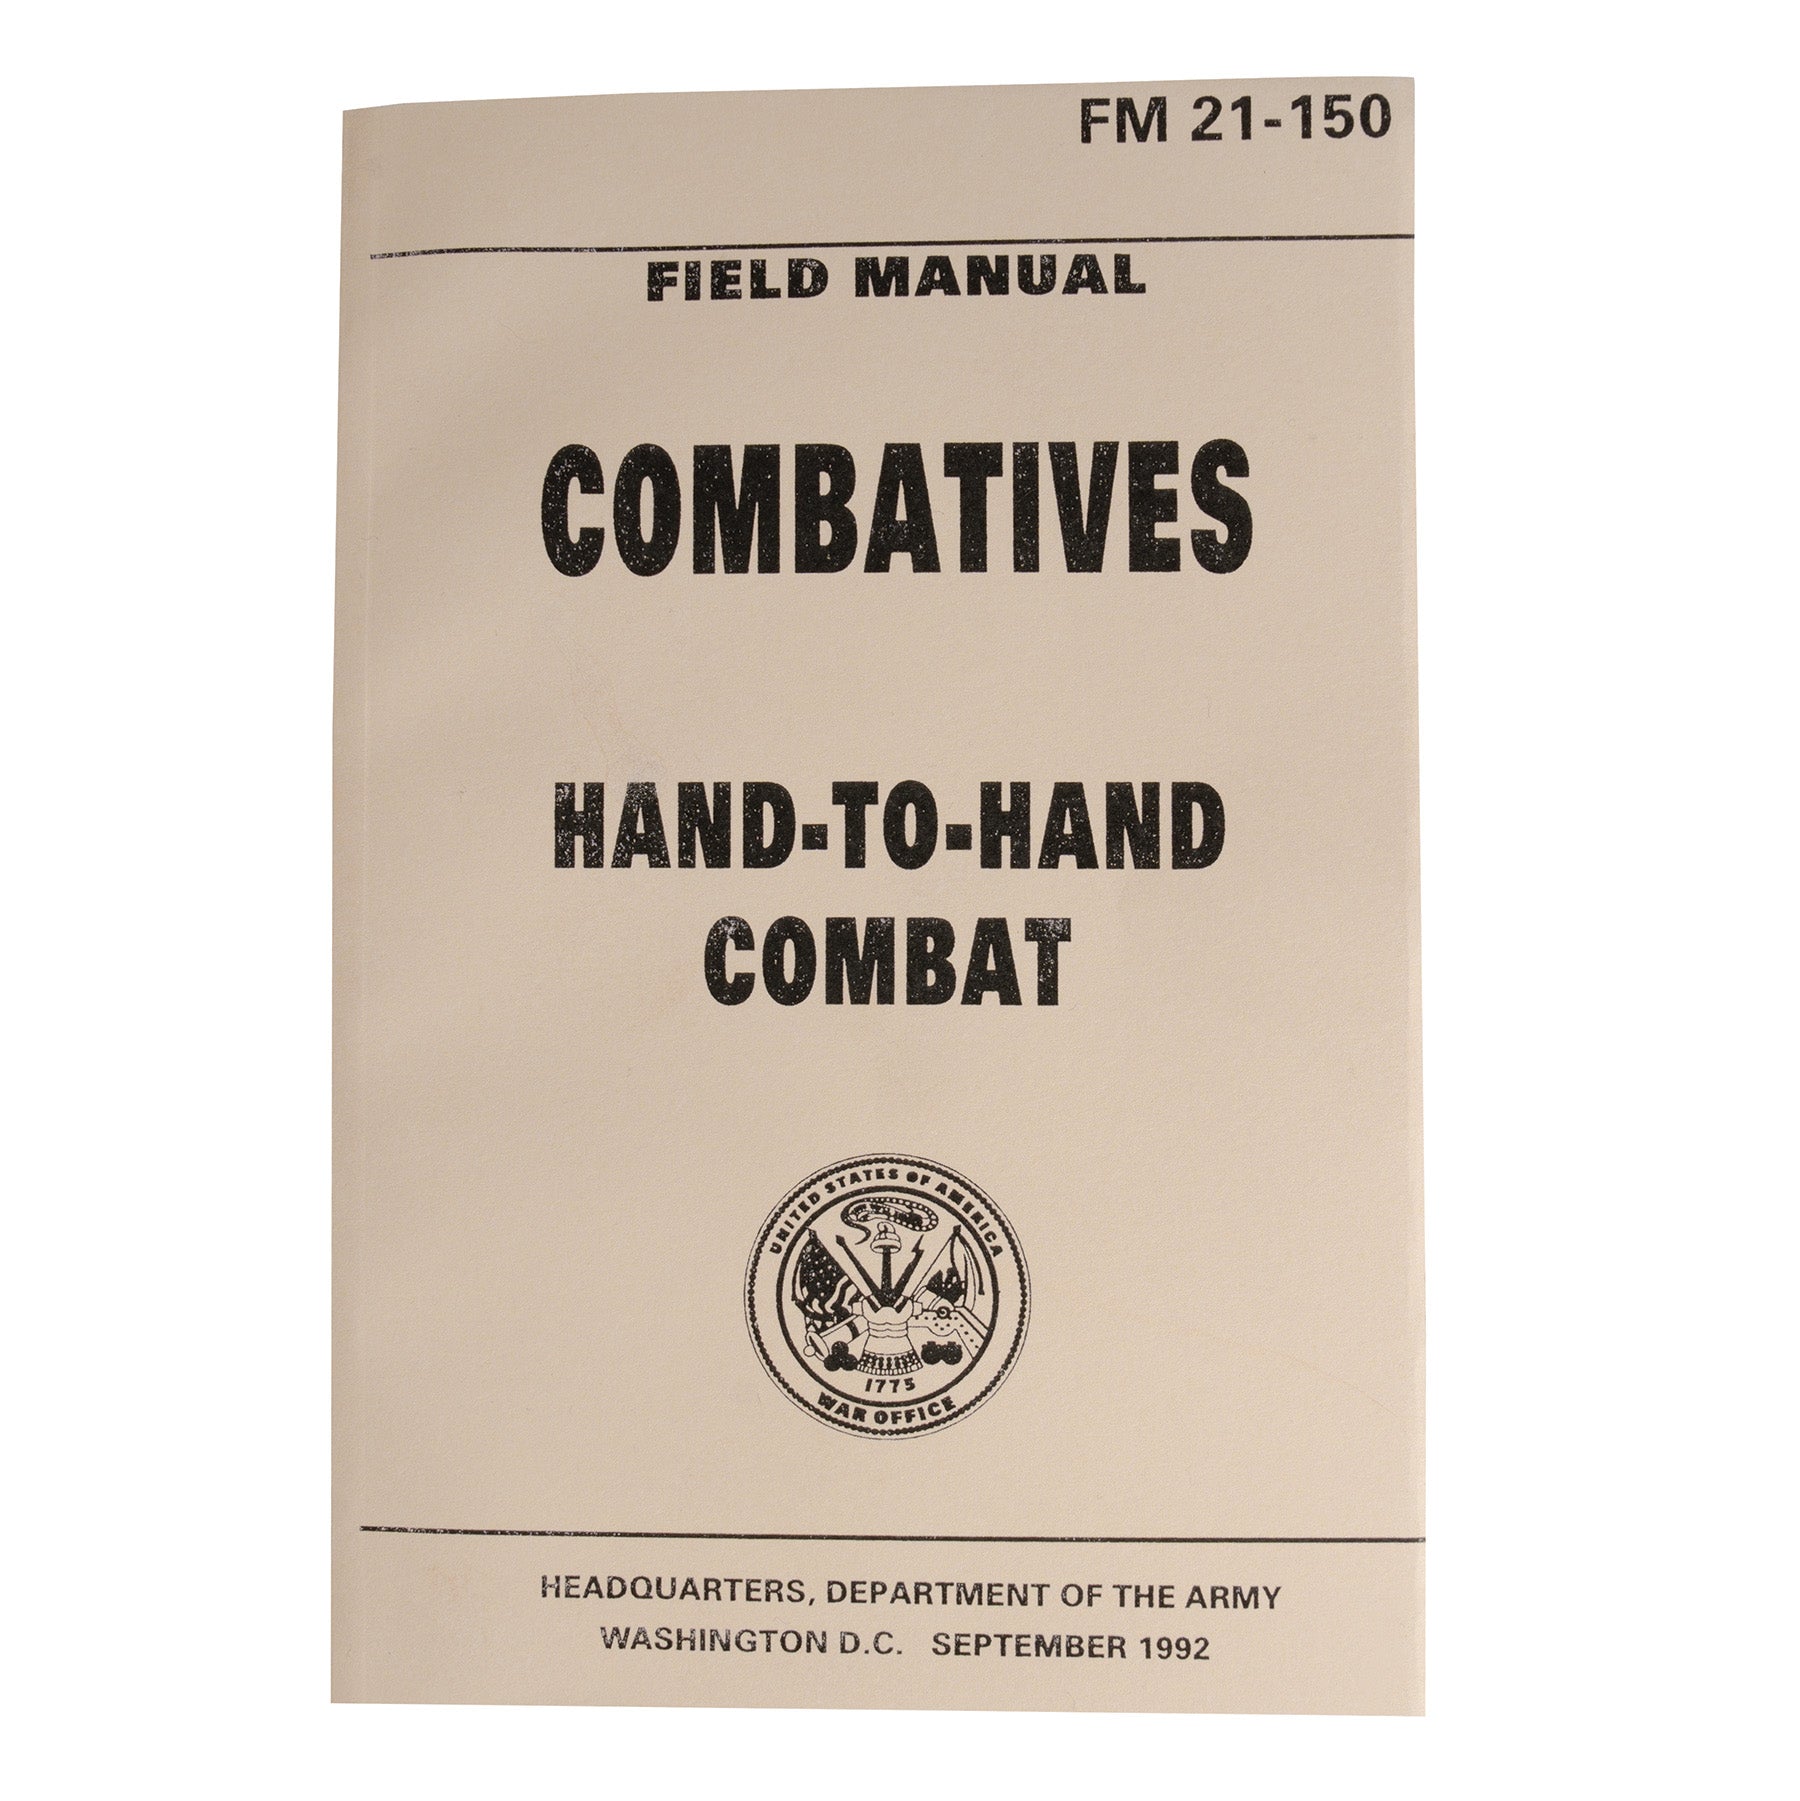 FM 21-150
FIELD MANUAL
COMBATIVES
HAND-TO-HAND
COMBAT
UNITED STATES OF AMERICA
1775
WAR OFFICE
HEADQUARTERS, DEPARTMENT OF THE ARMY
WASHINGTON D.C. SEPTEMBER 1992